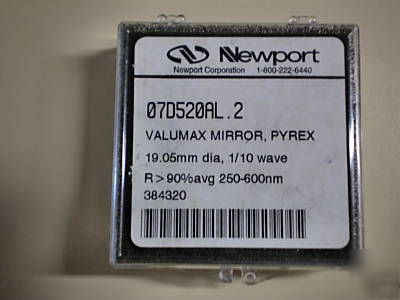 Newport
Newport Corporation 1-800-222-6440
07D520AL.2
VALUMAX MIRROR, PYREX
19.05mm dia, 1/10 wave
R > 90%avg 250-600nm
384320